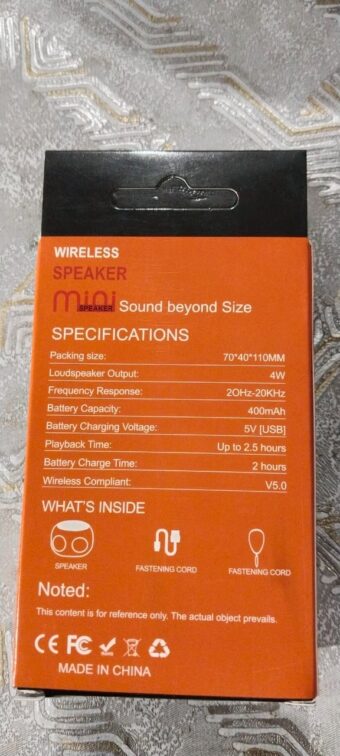 WIRELESS
SPEAKER
mini SPEAKER Sound beyond Size
SPECIFICATIONS
Packing size: 70*40*110MM
Loudspeaker Output: 4W
Frequency Response: 2OHz-20KHz
Battery Capacity: 400mAh
Battery Charging Voltage: 5V [USB]
Playback Time: Up to 2.5 hours
Battery Charge Time: 2 hours
Wireless Compliant: V5.0
WHAT'S INSIDE
SPEAKER FASTENING CORD FASTENING CORD
Noted:
This content is for reference only. The actual object prevails.
CE FC
MADE IN CHINA